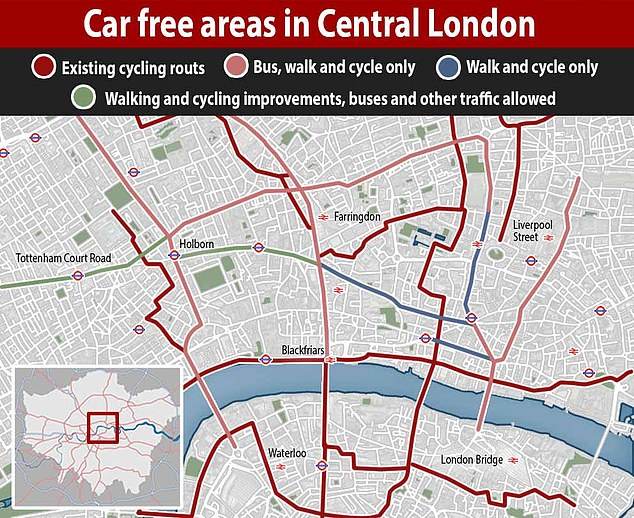 Car free areas in Central London
Existing cycling routs
Bus, walk and cycle only
Walk and cycle only
Walking and cycling improvements, buses and other traffic allowed
Farringdon
Liverpool
Street
Holborn
Tottenham Court Road
Blackfriars
Waterloo
London Bridge